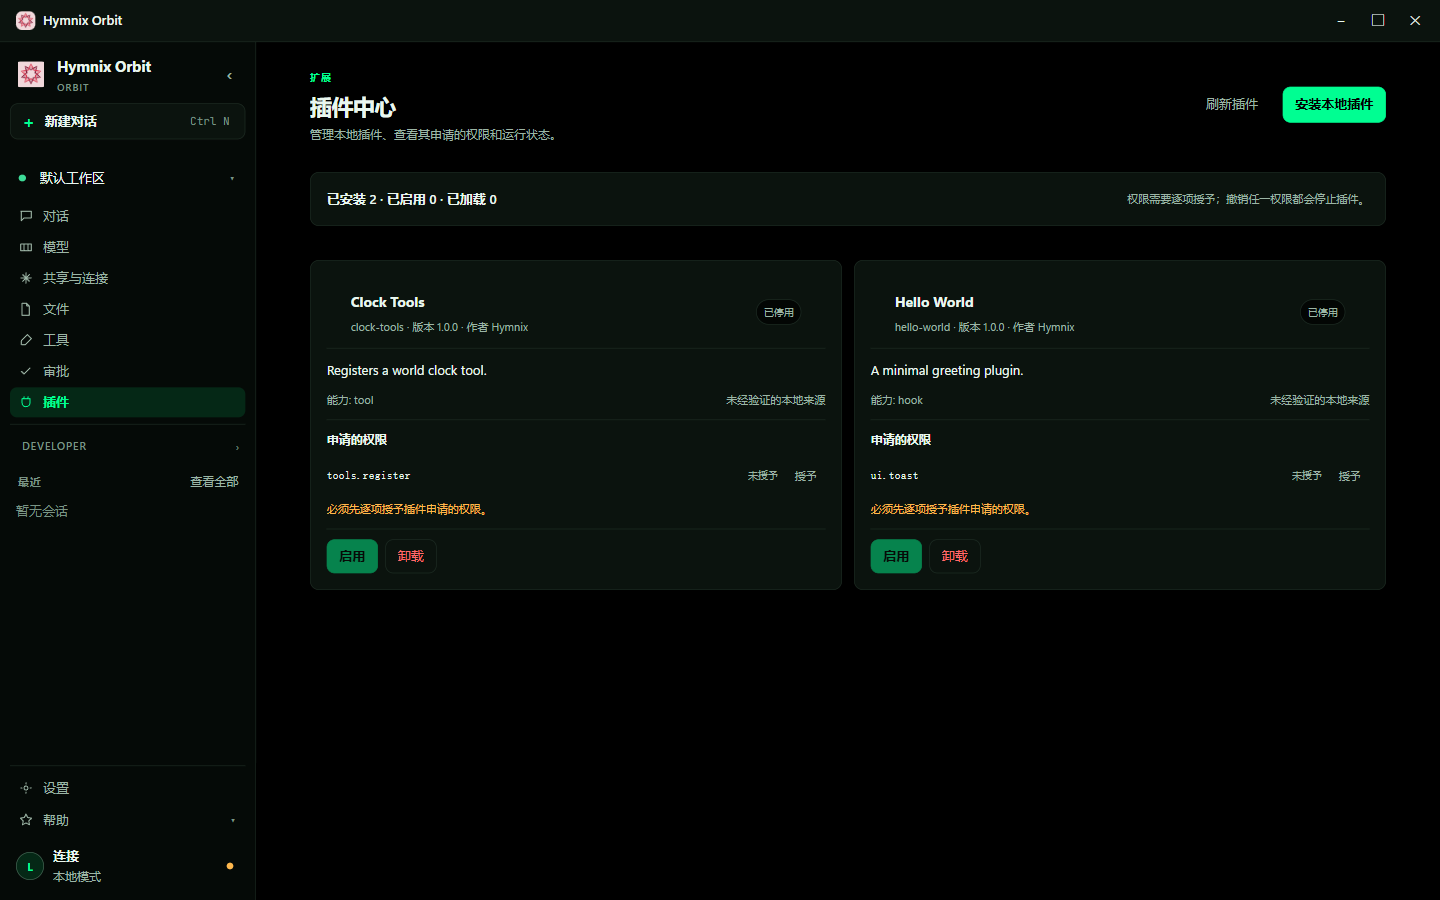 Hymnix Orbit
Hymnix Orbit
ORBIT
+ 新建对话 Ctrl N
默认工作区
对话
模型
共享与连接
文件
工具
审批
插件
DEVELOPER
最近 查看全部
暂无会话
设置
帮助
L
连接
本地模式
扩展
插件中心
管理本地插件、查看其申请的权限和运行状态。
刷新插件 安装本地插件
已安装 2 · 已启用 0 · 已加载 0 权限需要逐项授予；撤销任一权限都会停止插件。
Clock Tools
clock-tools · 版本 1.0.0 · 作者 Hymnix
已停用
Registers a world clock tool.
能力: tool 未经验证的本地来源
申请的权限
tools.register 未授予 授予
必须先逐项授予插件申请的权限。
启用 卸载
Hello World
hello-world · 版本 1.0.0 · 作者 Hymnix
已停用
A minimal greeting plugin.
能力: hook 未经验证的本地来源
申请的权限
ui.toast 未授予 授予
必须先逐项授予插件申请的权限。
启用 卸载